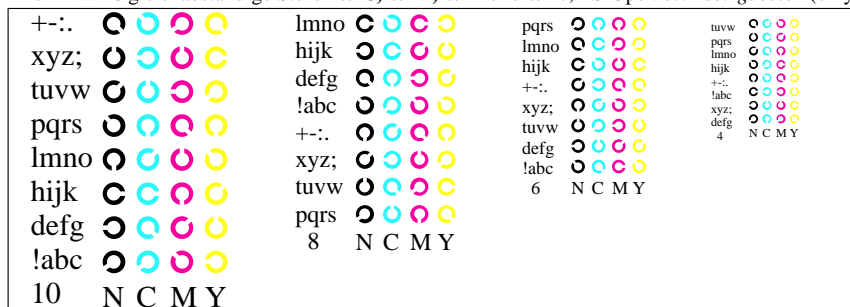 +-:.
xyz;
tuvw
pqrs
lmno
hijk
defg
!abc
10 N C M Y
lmno
hijk
defg
!abc
+-:.
xyz;
tuvw
pqrs
8 N C M Y
pqrs
lmno
hijk
+-:.
xyz;
tuvw
defg
!abc
6 N C M Y
tuvw
pqrs
lmno
hijk
+-:.
!abc
xyz;
defg
4 N C M Y